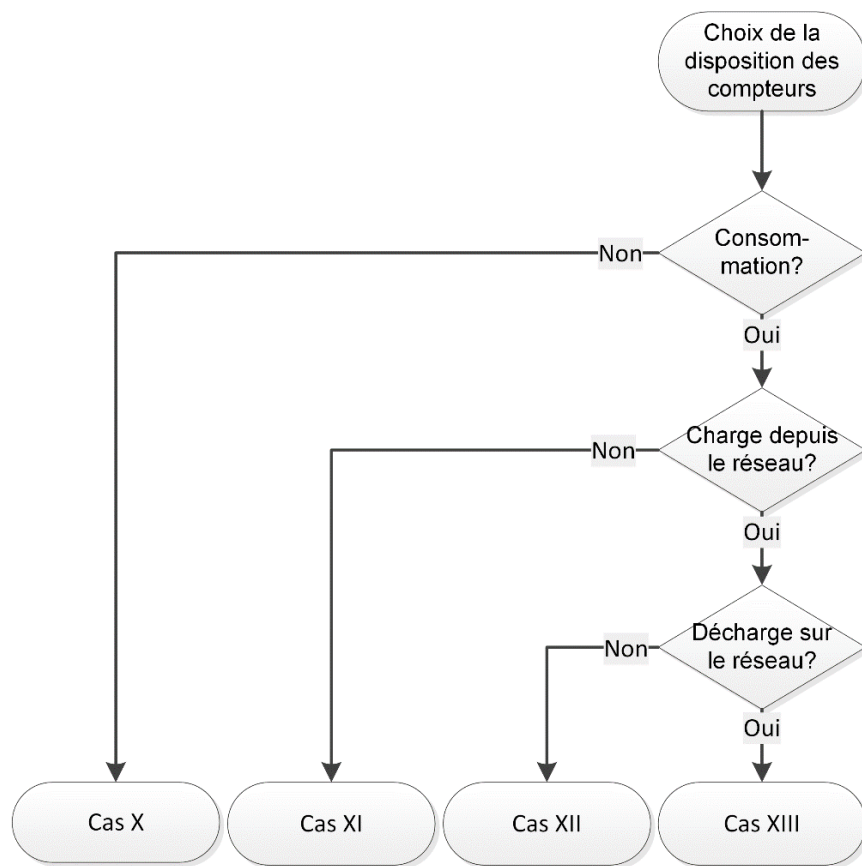 Choix de la
disposition des
compteurs
Consom-
mation?
Non
Oui
Charge depuis
le réseau?
Non
Oui
Décharge sur
le réseau?
Non
Oui
Cas X
Cas XI
Cas XII
Cas XIII